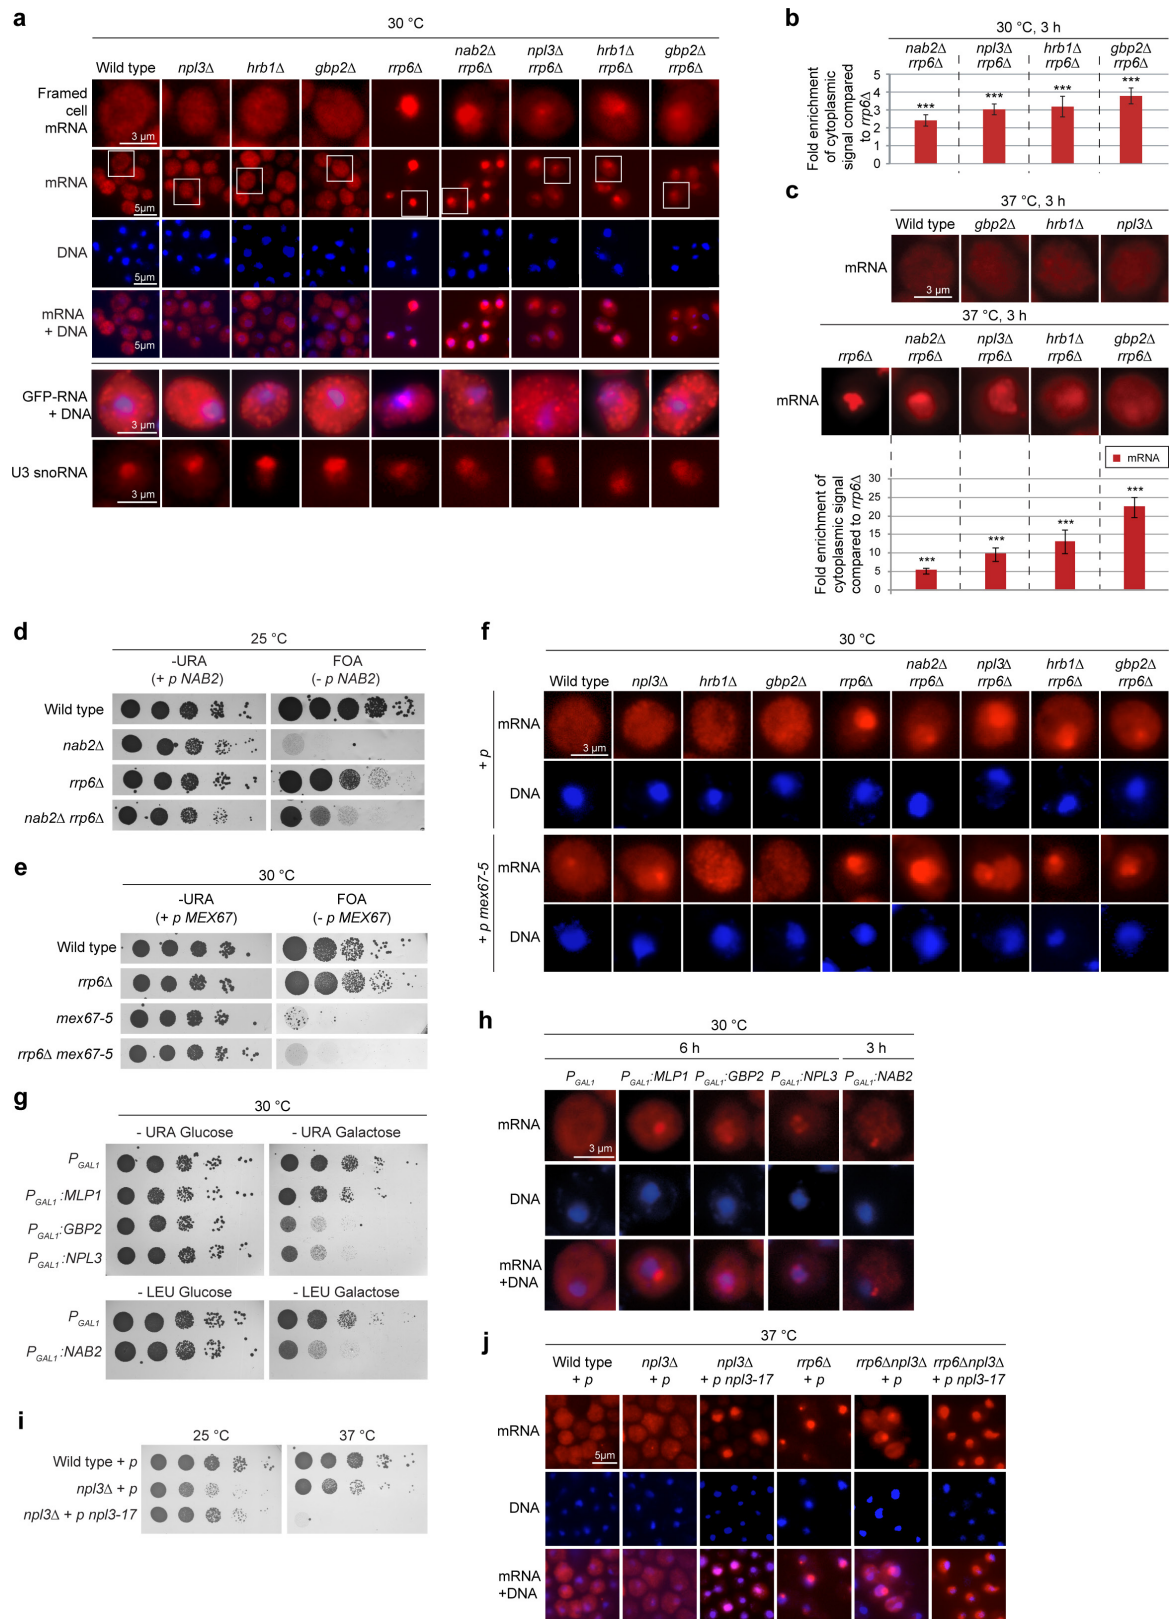 a
30 °C
Wild type npl3Δ hrb1Δ gbp2Δ rrp6Δ nab2Δ rrp6Δ npl3Δ rrp6Δ hrb1Δ rrp6Δ gbp2Δ rrp6Δ
Framed
cell
mRNA
3 µm
mRNA
5µm
DNA
5µm
mRNA
+ DNA
5µm
GFP-RNA
+ DNA
3 µm
U3 snoRNA
3 µm
b
30 °C, 3 h
nab2Δ npl3Δ hrb1Δ gbp2Δ
rrp6Δ rrp6Δ rrp6Δ rrp6Δ
Fold enrichment
of cytoplasmic
signal compared
to rrp6Δ
5
4
3
2
1
0
*** *** *** ***
c
37 °C, 3 h
Wild type gbp2Δ hrb1Δ npl3Δ
mRNA
3 µm
37 °C, 3 h
nab2Δ npl3Δ hrb1Δ gbp2Δ
rrp6Δ rrp6Δ rrp6Δ rrp6Δ rrp6Δ
mRNA
mRNA
Fold enrichment of
cytoplasmic signal
compared to rrp6Δ
30
25
20
15
10
5
0
*** *** *** ***
d
25 °C
-URA FOA
(+ p NAB2) (- p NAB2)
Wild type
nab2Δ
rrp6Δ
nab2Δ rrp6Δ
e
30 °C
-URA FOA
(+ p MEX67) (- p MEX67)
Wild type
rrp6Δ
mex67-5
rrp6Δ mex67-5
f
30 °C
nab2Δ npl3Δ hrb1Δ gbp2Δ
Wild type npl3Δ hrb1Δ gbp2Δ rrp6Δ rrp6Δ rrp6Δ rrp6Δ rrp6Δ
+ p
mRNA
3 µm
DNA
+ p mex67-5
mRNA
DNA
g
30 °C
- URA Glucose - URA Galactose
PGAL1
PGAL1:MLP1
PGAL1:GBP2
PGAL1:NPL3
- LEU Glucose - LEU Galactose
PGAL1
PGAL1:NAB2
h
30 °C
6 h 3 h
PGAL1 PGAL1:MLP1 PGAL1:GBP2 PGAL1:NPL3 PGAL1:NAB2
mRNA
3 µm
DNA
mRNA
+DNA
i
25 °C 37 °C
Wild type + p
npl3Δ + p
npl3Δ + p npl3-17
j
37 °C
Wild type npl3Δ npl3Δ rrp6Δ rrp6Δnpl3Δ rrp6Δnpl3Δ
+ p + p + p npl3-17 + p + p + p npl3-17
mRNA
5µm
DNA
mRNA
+DNA